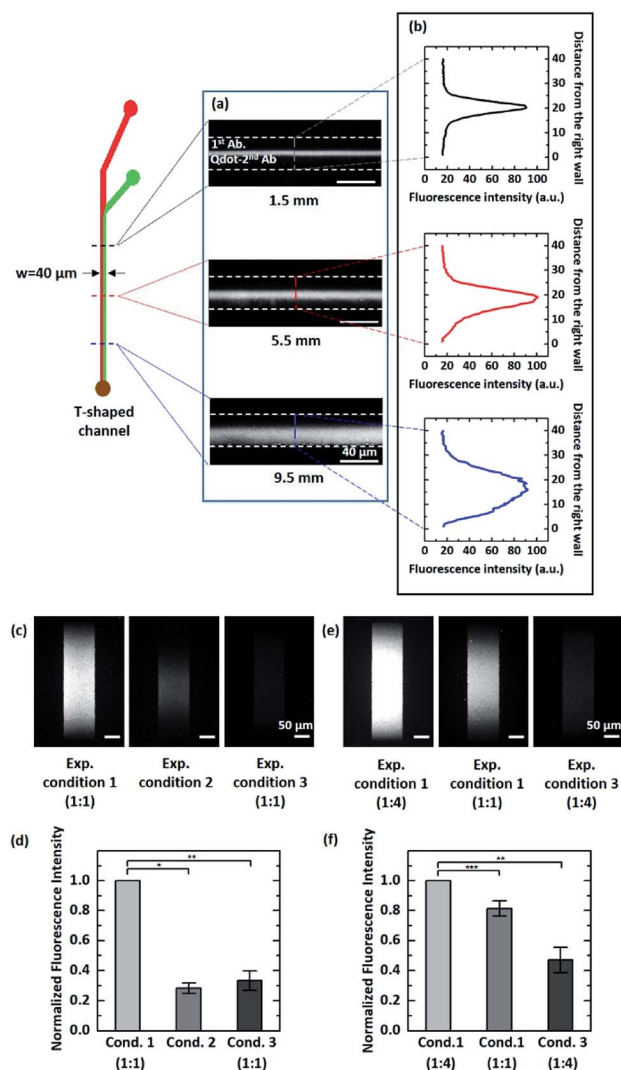 (a)
(b)
1st Ab.
Qdot-2nd Ab
1.5 mm
w=40 µm
5.5 mm
40 µm
9.5 mm
T-shaped
channel
0 20 40 60 80 100
Fluorescence intensity (a.u.)
40
30
20
10
0
Distance from the right wall
0 20 40 60 80 100
Fluorescence intensity (a.u.)
40
30
20
10
0
Distance from the right wall
0 20 40 60 80 100
Fluorescence intensity (a.u.)
40
30
20
10
0
Distance from the right wall
(c)
50 µm
Exp.
condition 1
(1:1)
Exp.
condition 2
Exp.
condition 3
(1:1)
(e)
50 µm
Exp.
condition 1
(1:4)
Exp.
condition 1
(1:1)
Exp.
condition 3
(1:4)
(d)
Normalized Fluorescence Intensity
1.0
0.8
0.6
0.4
0.2
0.0
**
*
Cond. 1
(1:1)
Cond. 2
Cond. 3
(1:1)
(f)
Normalized Fluorescence Intensity
1.0
0.8
0.6
0.4
0.2
0.0
**
***
Cond.1
(1:4)
Cond.1
(1:1)
Cond. 3
(1:4)